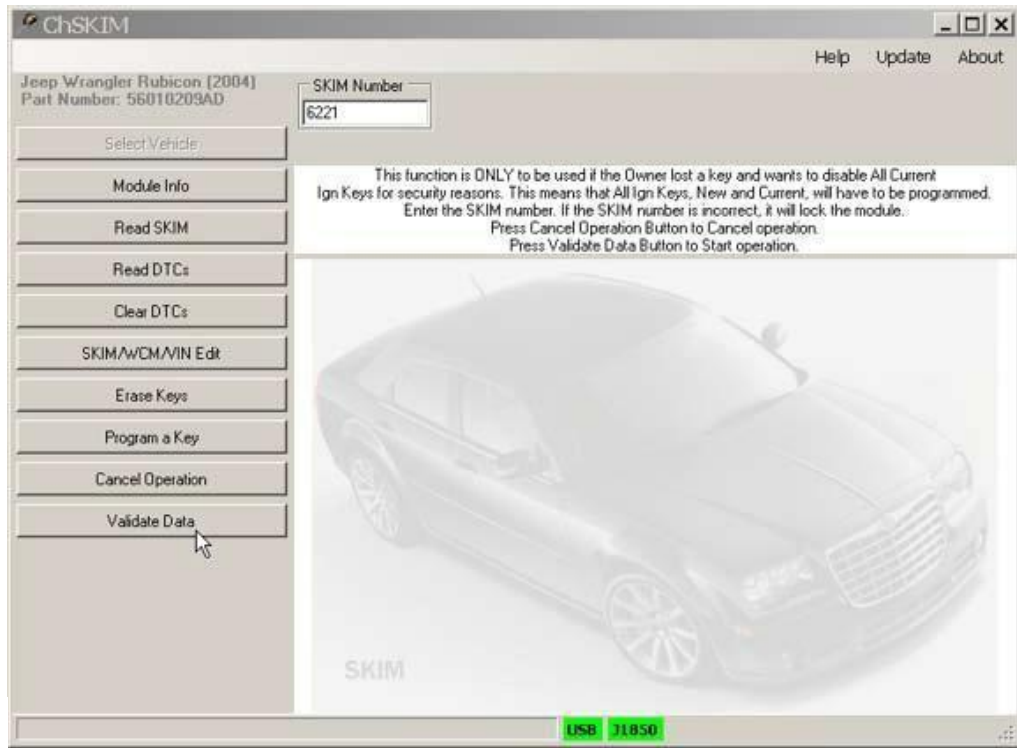 ChSKIM
Help Update About
Jeep Wrangler Rubicon (2004)
Part Number: 56010209AD
SKIM Number
6221
Select Vehicle
Module Info
Read SKIM
Read DTCs
Clear DTCs
SKIM/WCM/VIN Edit
Erase Keys
Program a Key
Cancel Operation
Validate Data
This function is ONLY to be used if the Owner lost a key and wants to disable All Current
Ign Keys for security reasons. This means that All Ign Keys, New and Current, will have to be programmed.
Enter the SKIM number. If the SKIM number is incorrect, it will lock the module.
Press Cancel Operation Button to Cancel operation.
Press Validate Data Button to Start operation.
SKIM
USB J1850